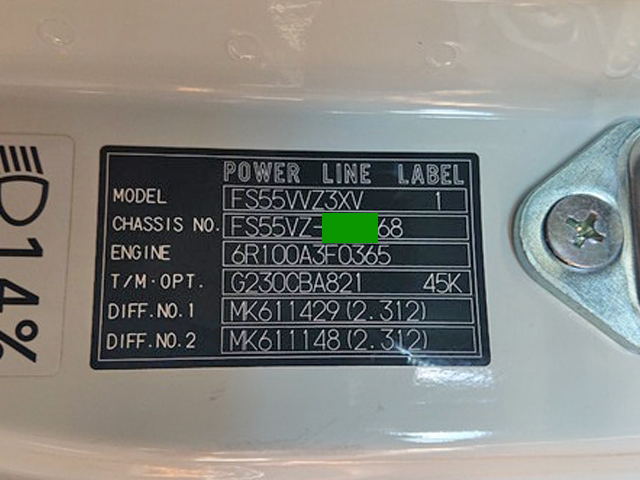 POWER LINE LABEL
MODEL FS55VVZ3XV 1
CHASSIS NO. FS55VZ- 68
ENGINE 6R100A3F0365
T/M·OPT. G230CBA821 45K
DIFF.NO.1 MK611429(2.312)
DIFF.NO.2 MK611148(2.312)
14%